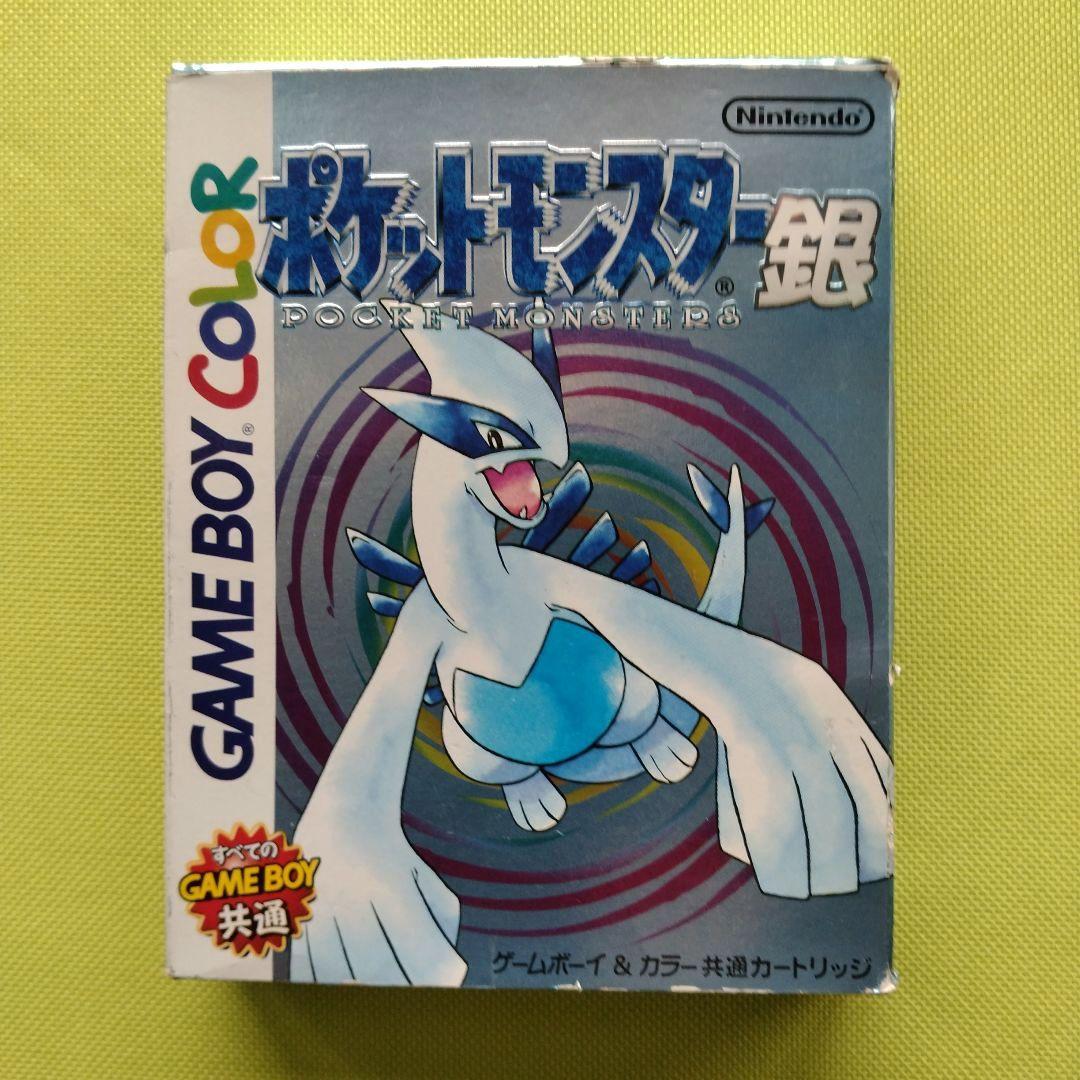 Nintendo
ポケットモンスター銀
®
POCKET MONSTERS
GAME BOY® COLOR
すべての
GAME BOY
共通
ゲームボーイ & カラー共通カートリッジ